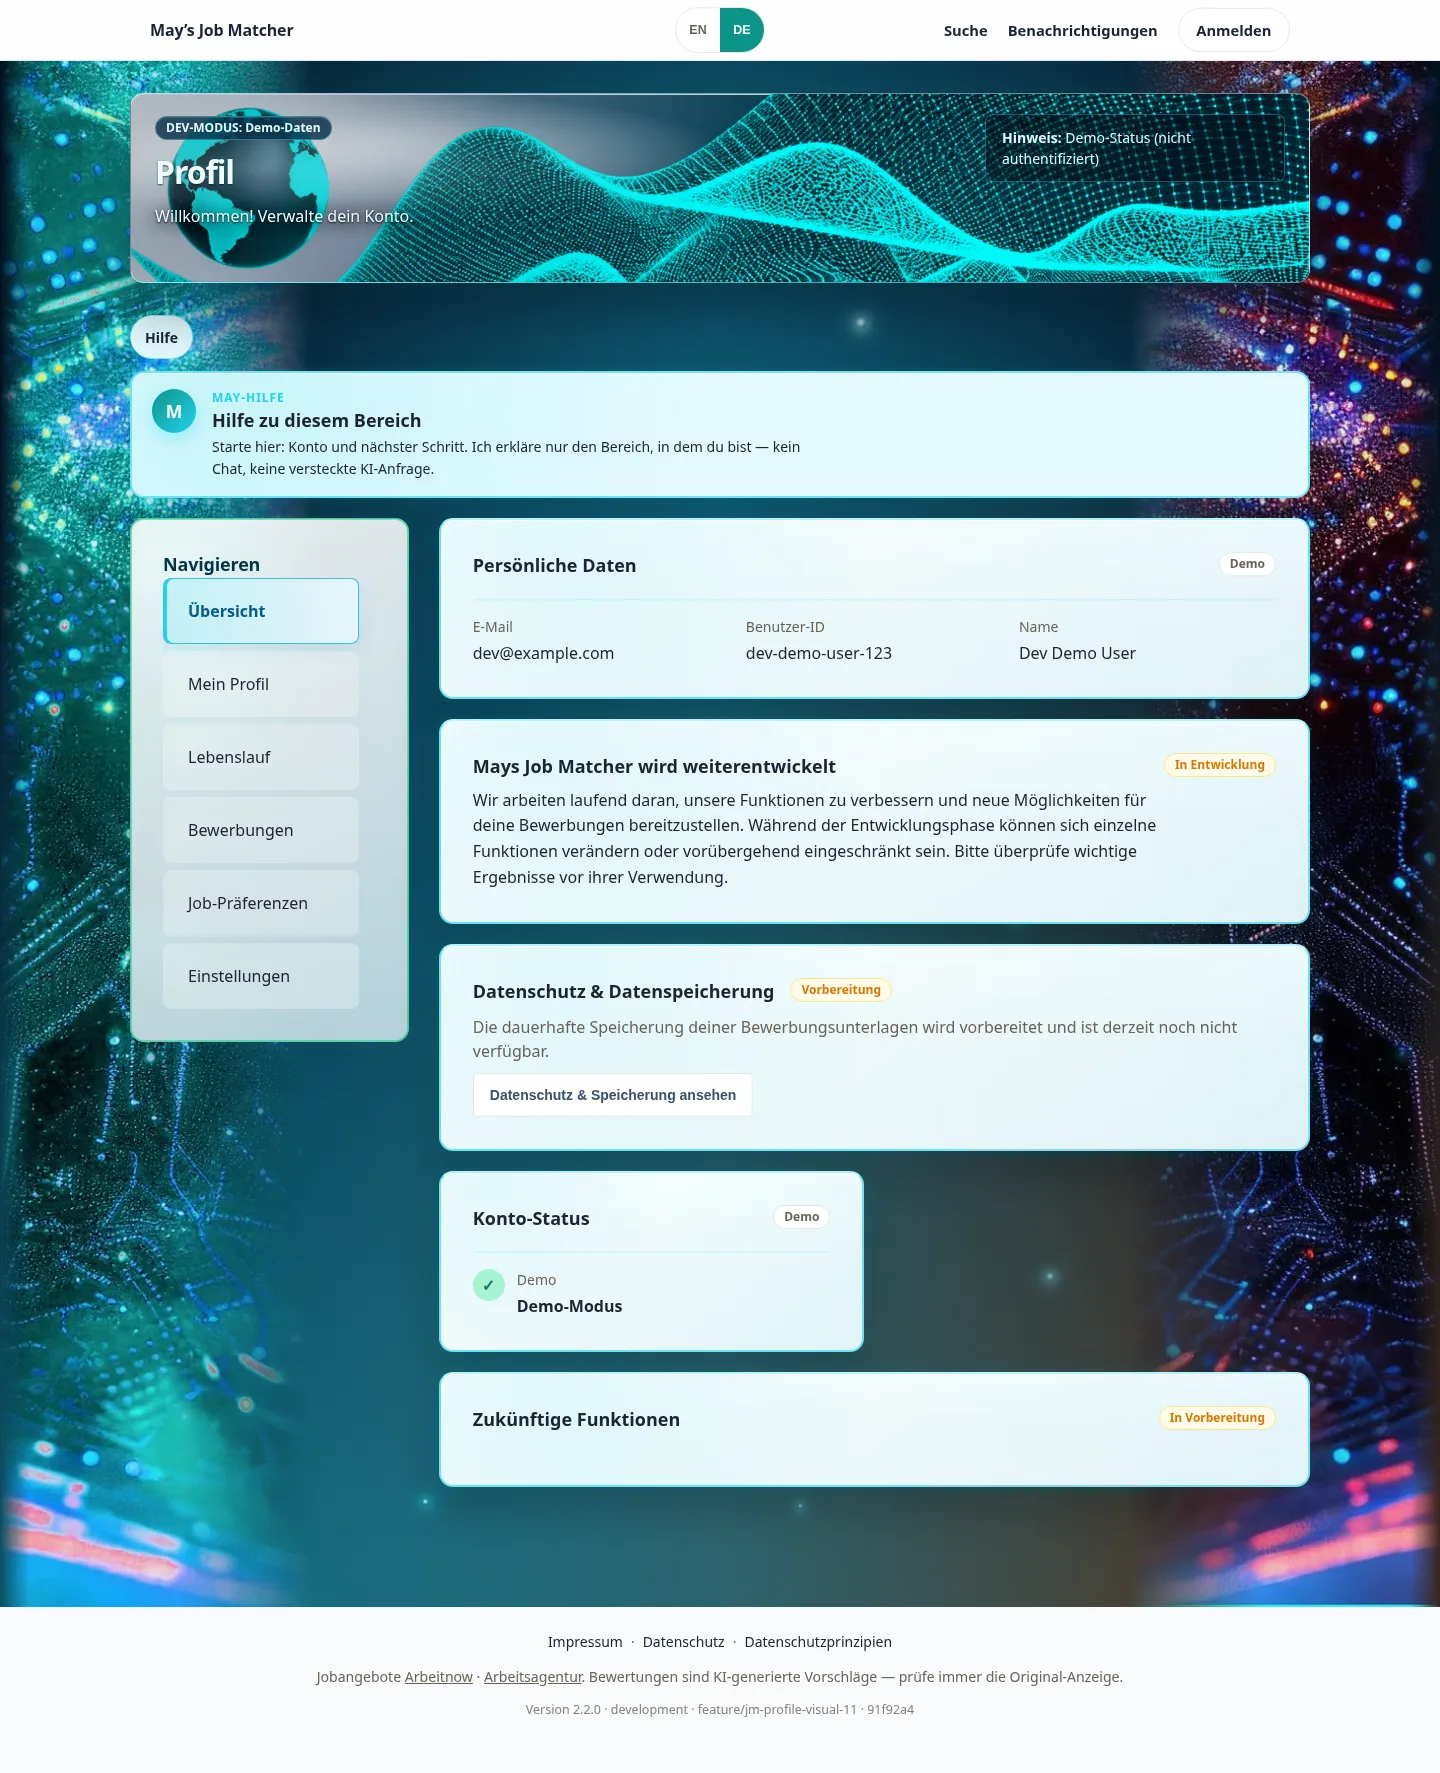 May’s Job Matcher
EN DE
Suche Benachrichtigungen Anmelden
DEV-MODUS: Demo-Daten
Profil
Willkommen! Verwalte dein Konto.
Hinweis: Demo-Status (nicht
authentifiziert)
Hilfe
M
MAY-HILFE
Hilfe zu diesem Bereich
Starte hier: Konto und nächster Schritt. Ich erkläre nur den Bereich, in dem du bist — kein
Chat, keine versteckte KI-Anfrage.
Navigieren
Übersicht
Mein Profil
Lebenslauf
Bewerbungen
Job-Präferenzen
Einstellungen
Persönliche Daten
Demo
E-Mail
dev@example.com
Benutzer-ID
dev-demo-user-123
Name
Dev Demo User
Mays Job Matcher wird weiterentwickelt
In Entwicklung
Wir arbeiten laufend daran, unsere Funktionen zu verbessern und neue Möglichkeiten für
deine Bewerbungen bereitzustellen. Während der Entwicklungsphase können sich einzelne
Funktionen verändern oder vorübergehend eingeschränkt sein. Bitte überprüfe wichtige
Ergebnisse vor ihrer Verwendung.
Datenschutz & Datenspeicherung
Vorbereitung
Die dauerhafte Speicherung deiner Bewerbungsunterlagen wird vorbereitet und ist derzeit noch nicht
verfügbar.
Datenschutz & Speicherung ansehen
Konto-Status
Demo
✓
Demo
Demo-Modus
Zukünftige Funktionen
In Vorbereitung
Impressum · Datenschutz · Datenschutzprinzipien
Jobangebote Arbeitnow · Arbeitsagentur. Bewertungen sind KI-generierte Vorschläge — prüfe immer die Original-Anzeige.
Version 2.2.0 · development · feature/jm-profile-visual-11 · 91f92a4